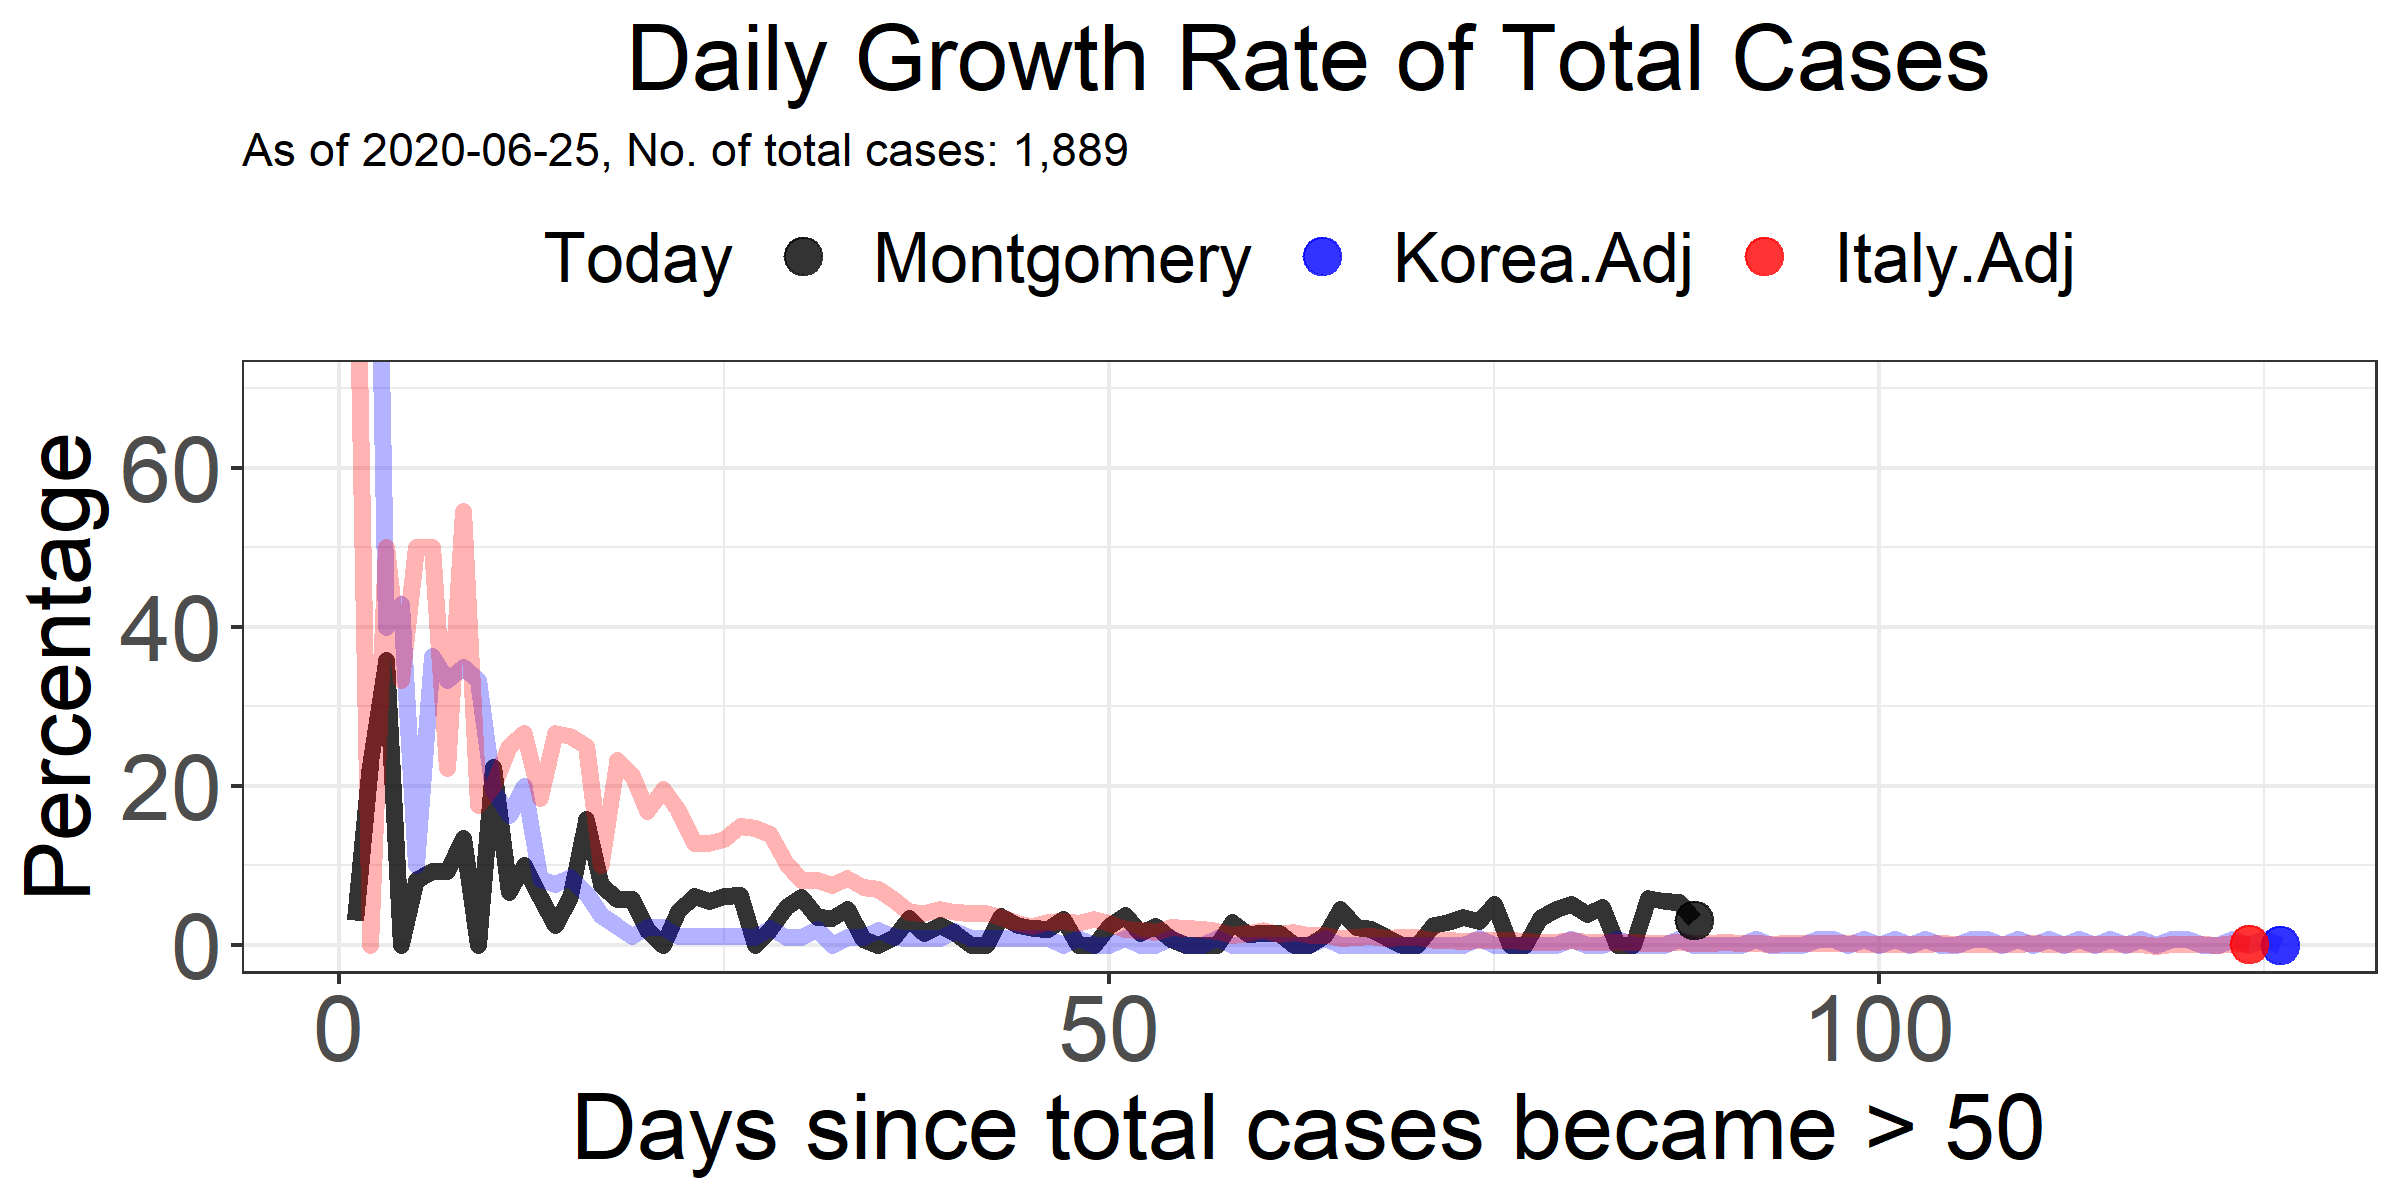 Daily Growth Rate of Total Cases
As of 2020-06-25, No. of total cases: 1,889
Today Montgomery Korea.Adj Italy.Adj
Percentage
60
40
20
0
0 50 100
Days since total cases became > 50